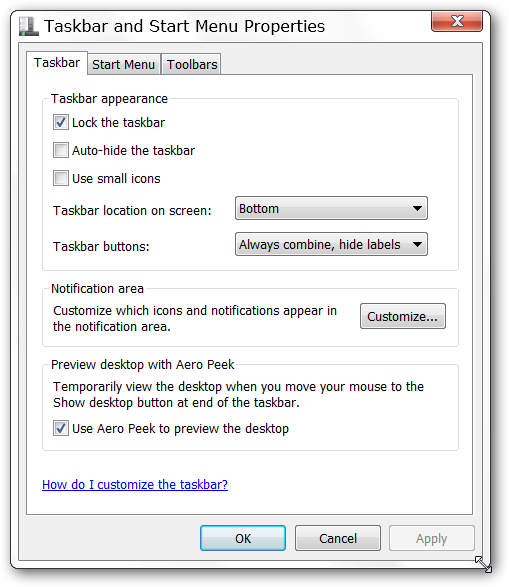 Taskbar and Start Menu Properties
Taskbar
Start Menu
Toolbars
Taskbar appearance
Lock the taskbar
Auto-hide the taskbar
Use small icons
Taskbar location on screen:
Bottom
Taskbar buttons:
Always combine, hide labels
Notification area
Customize which icons and notifications appear in
the notification area.
Customize...
Preview desktop with Aero Peek
Temporarily view the desktop when you move your mouse to the
Show desktop button at end of the taskbar.
Use Aero Peek to preview the desktop
How do I customize the taskbar?
OK
Cancel
Apply